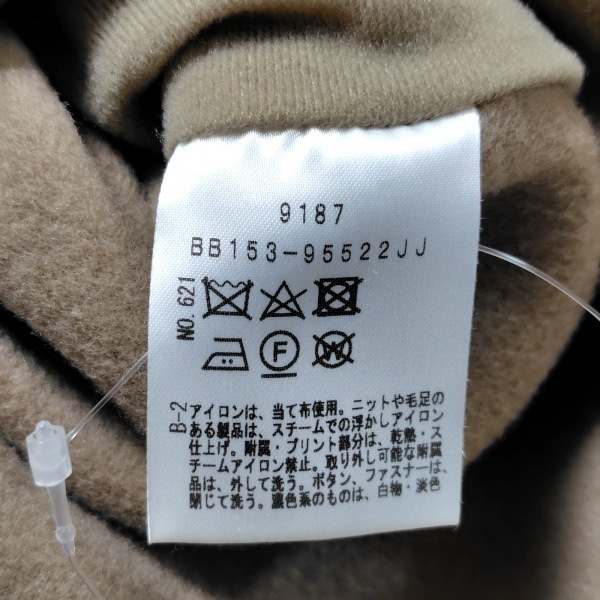 9187
BB153-95522JJ
NO.621
F
W
B-2
アイロンは、当て布使用。ニットや毛足の
ある製品は、スチームでの浮かしアイロン
仕上げ。附属・プリント部分は、乾熱・ス
チームアイロン禁止。取り外し可能な附属
品は、外して洗う。ボタン、ファスナーは、
閉じて洗う。濃色系のものは、白物・淡色